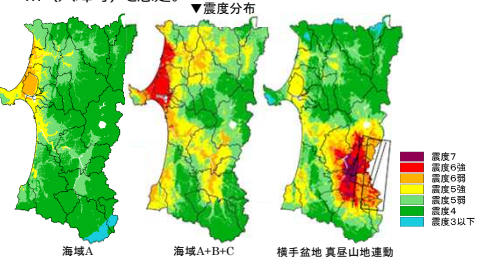 ▼震度分布
震度7
震度6強
震度6弱
震度5強
震度5弱
震度4
震度3以下
海域A
海域A+B+C
横手盆地 真昼山地連動